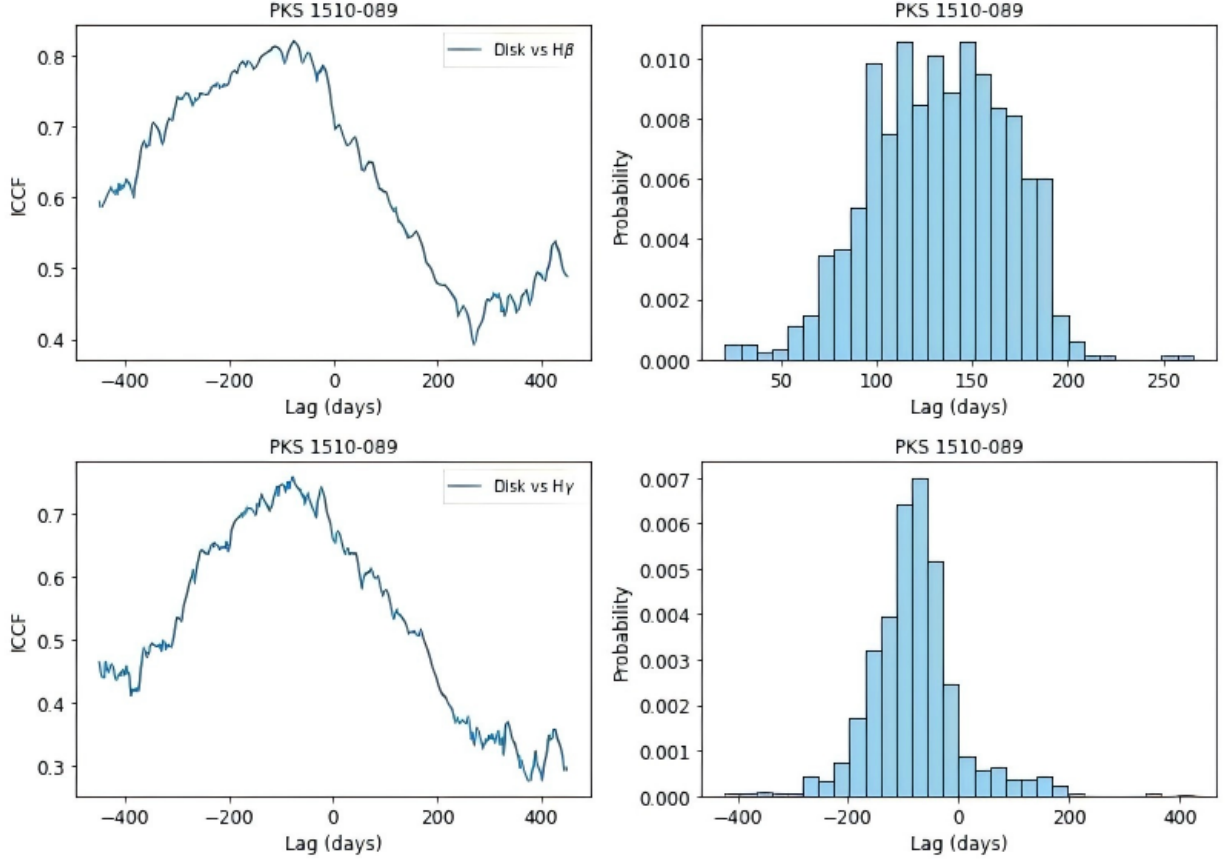 PKS 1510-089
ICCF
0.8
0.7
0.6
0.5
0.4
Disk vs Hβ
−400 −200 0 200 400
Lag (days)
PKS 1510-089
Probability
0.010
0.008
0.006
0.004
0.002
0.000
50 100 150 200 250
Lag (days)
PKS 1510-089
ICCF
0.7
0.6
0.5
0.4
0.3
Disk vs Hγ
−400 −200 0 200 400
Lag (days)
PKS 1510-089
Probability
0.007
0.006
0.005
0.004
0.003
0.002
0.001
0.000
−400 −200 0 200 400
Lag (days)